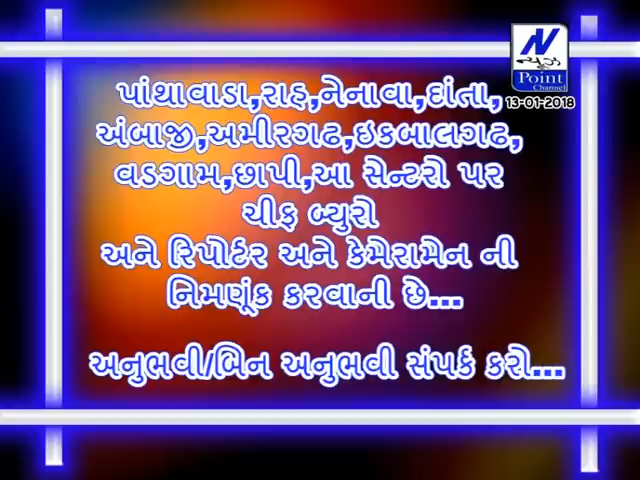 ન્યૂઝ
Point
Channel
13-01-2018
પાંથાવાડા,રાહ,નેનાવા,દાંતા,
અંબાજી,અમીરગઢ,ઇકબાલગઢ,
વડગામ,છાપી,આ સેન્ટરો પર
ચીફ બ્યુરો
અને રિપોર્ટર અને કેમેરામેન ની
નિમણૂંક કરવાની છે...
અનુભવી/બિન અનુભવી સંપર્ક કરો...